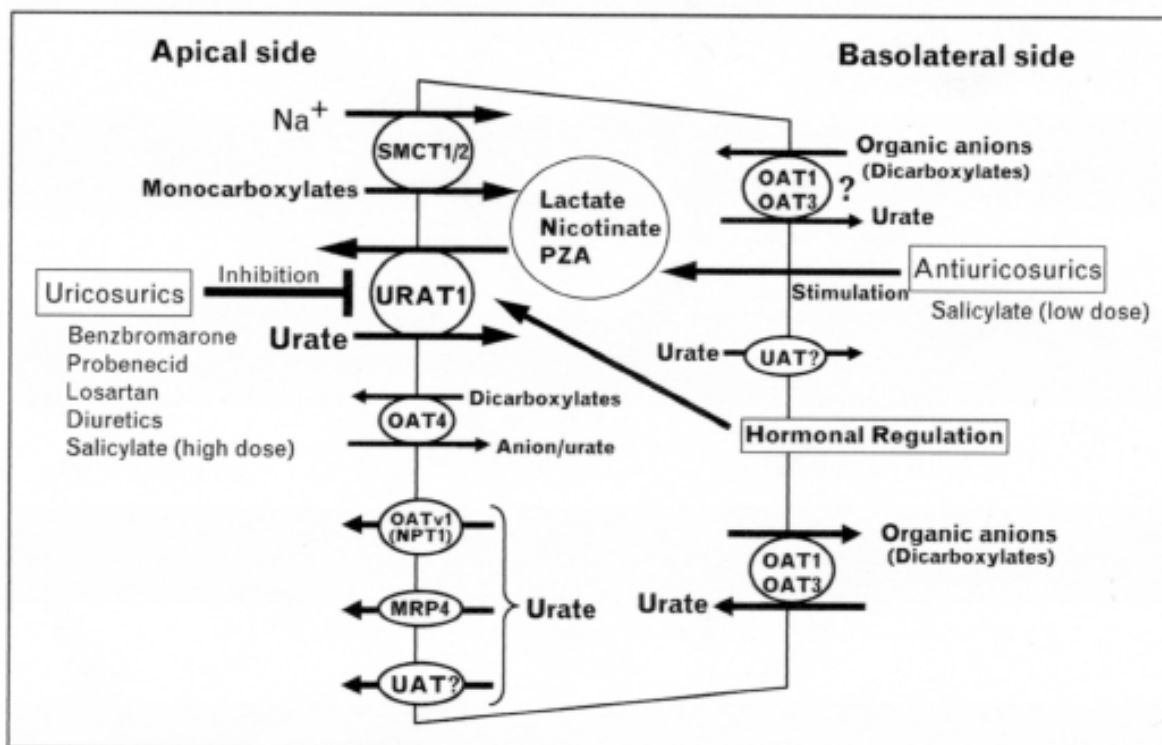 Apical side
Basolateral side
Na+
SMCT1/2
Monocarboxylates
Lactate
Nicotinate
PZA
Organic anions
(Dicarboxylates)
OAT1
OAT3
?
Urate
Inhibition
Uricosurics
URAT1
Urate
Benzbromarone
Probenecid
Losartan
Diuretics
Salicylate (high dose)
Antiuricosurics
Stimulation
Salicylate (low dose)
Urate
UAT?
Dicarboxylates
OAT4
Anion/urate
Hormonal Regulation
OATv1
(NPT1)
MRP4
UAT?
Urate
Organic anions
(Dicarboxylates)
OAT1
OAT3
Urate